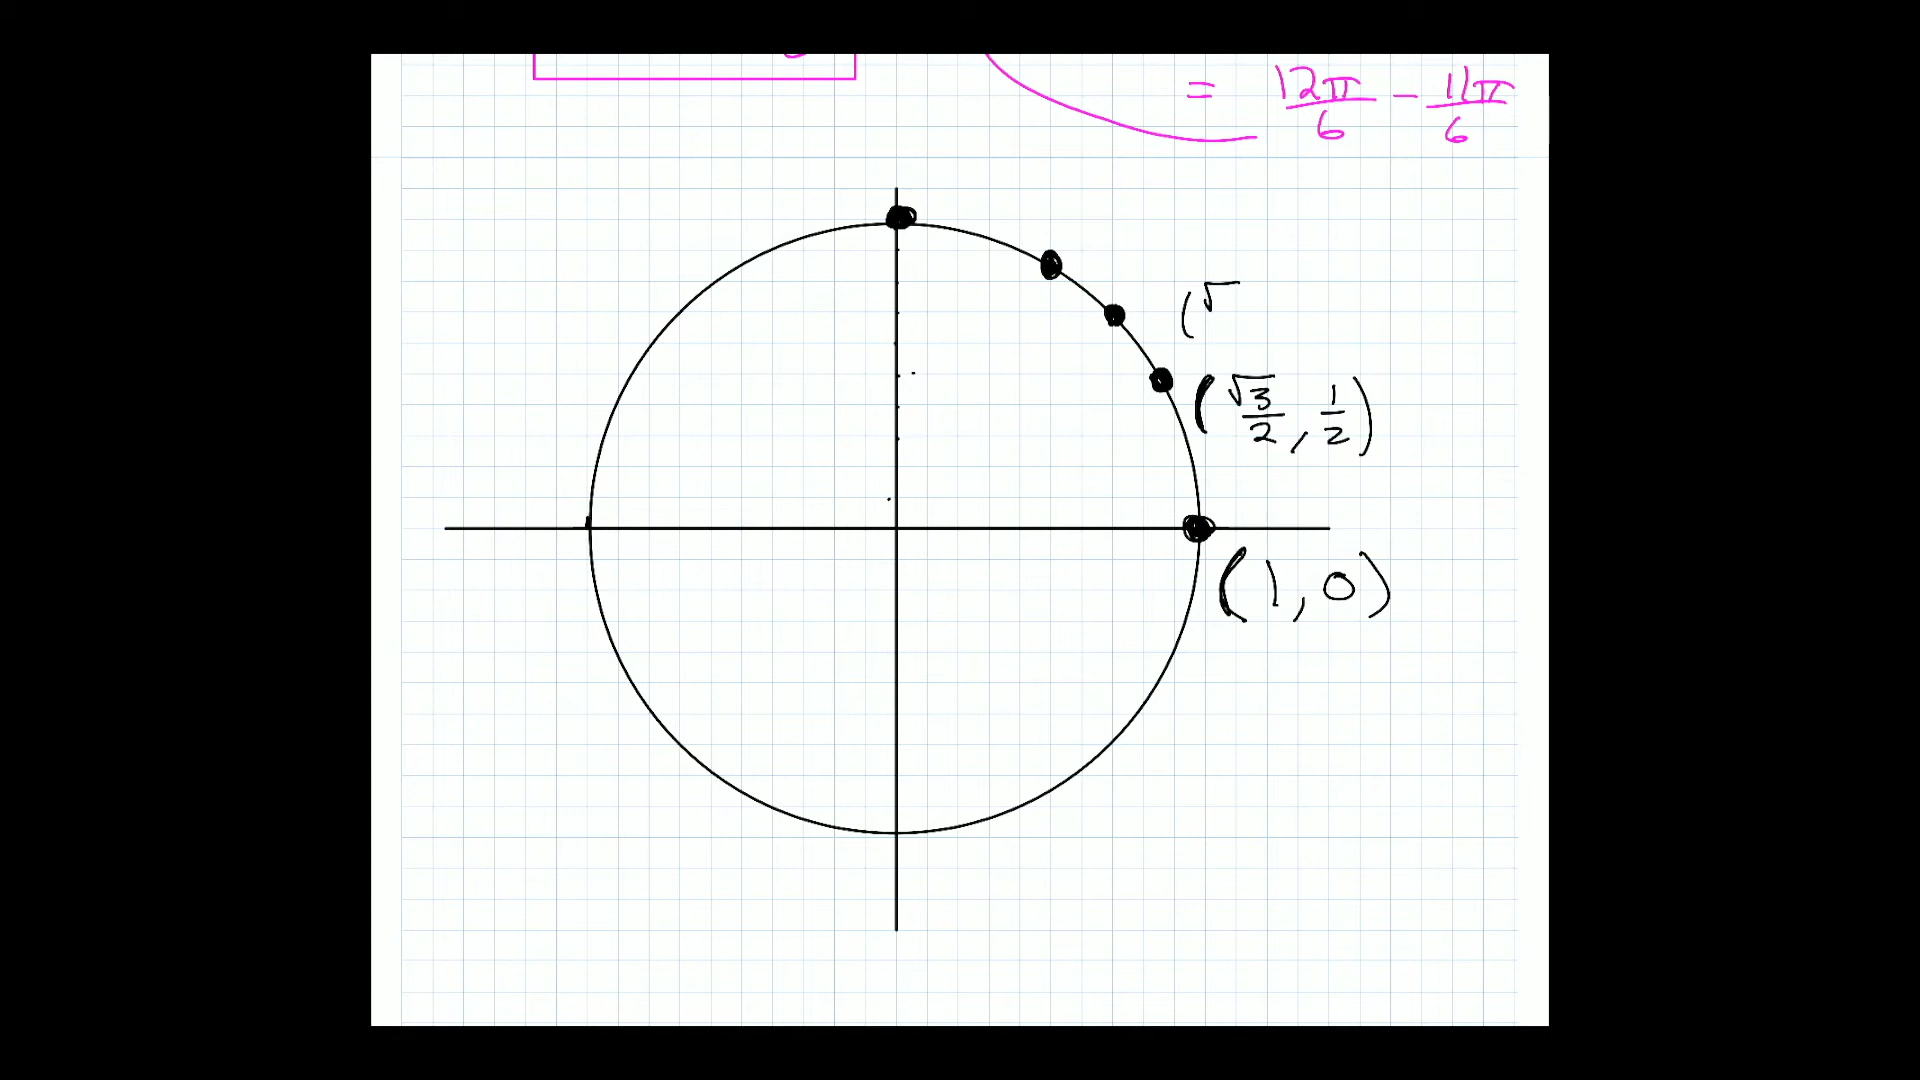 = 12π/6 - 11π/6
(√
(√3/2, 1/2)
(1, 0)